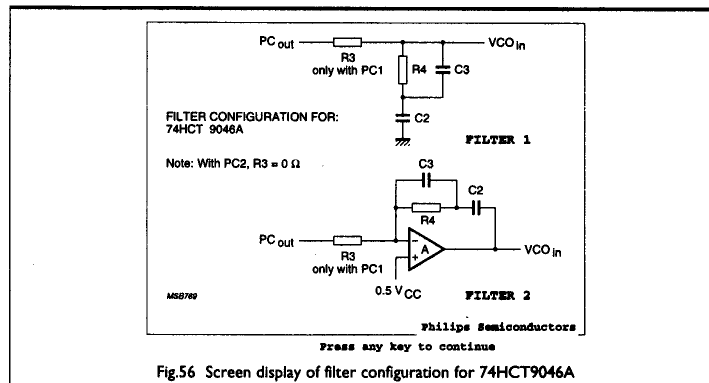 PC out
R3
only with PC1
R4
C3
VCO in
C2
FILTER CONFIGURATION FOR:
74HCT 9046A
FILTER 1
Note: With PC2, R3 = 0 Ω
C3
C2
R4
PC out
R3
only with PC1
−
A
+
VCO in
0.5 VCC
MSB769
FILTER 2
Philips Semiconductors
Press any key to continue
Fig.56 Screen display of filter configuration for 74HCT9046A